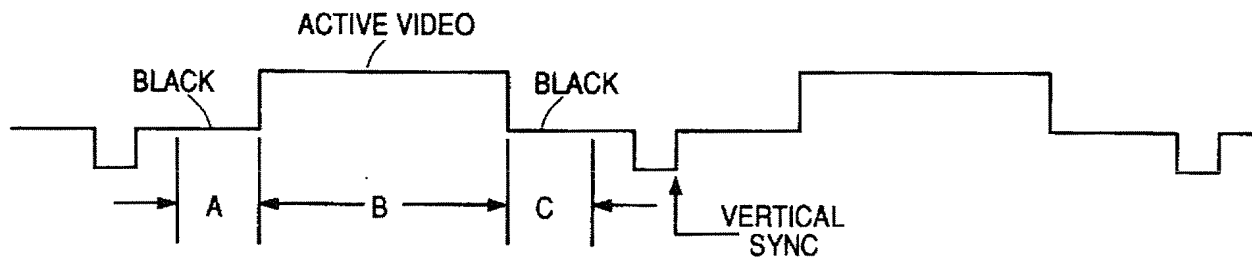 ACTIVE VIDEO
BLACK
BLACK
A
B
C
VERTICAL
SYNC